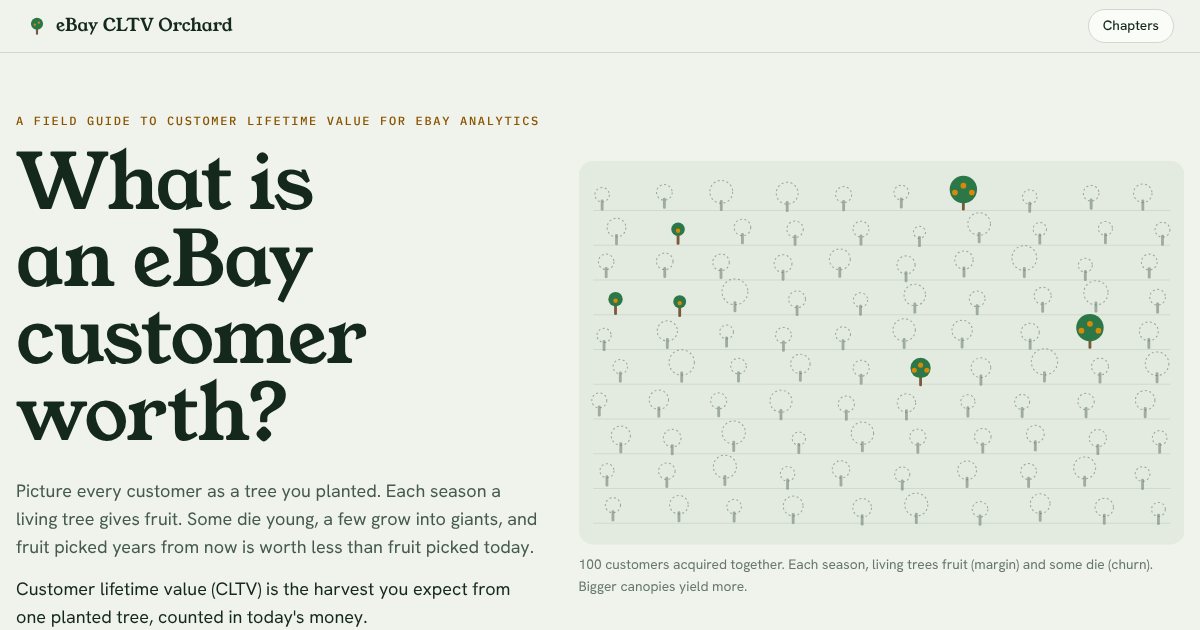 eBay CLTV Orchard
Chapters
A FIELD GUIDE TO CUSTOMER LIFETIME VALUE FOR EBAY ANALYTICS
What is
an eBay
customer
worth?
Picture every customer as a tree you planted. Each season a
living tree gives fruit. Some die young, a few grow into giants, and
fruit picked years from now is worth less than fruit picked today.
Customer lifetime value (CLTV) is the harvest you expect from
one planted tree, counted in today's money.
100 customers acquired together. Each season, living trees fruit (margin) and some die (churn).
Bigger canopies yield more.